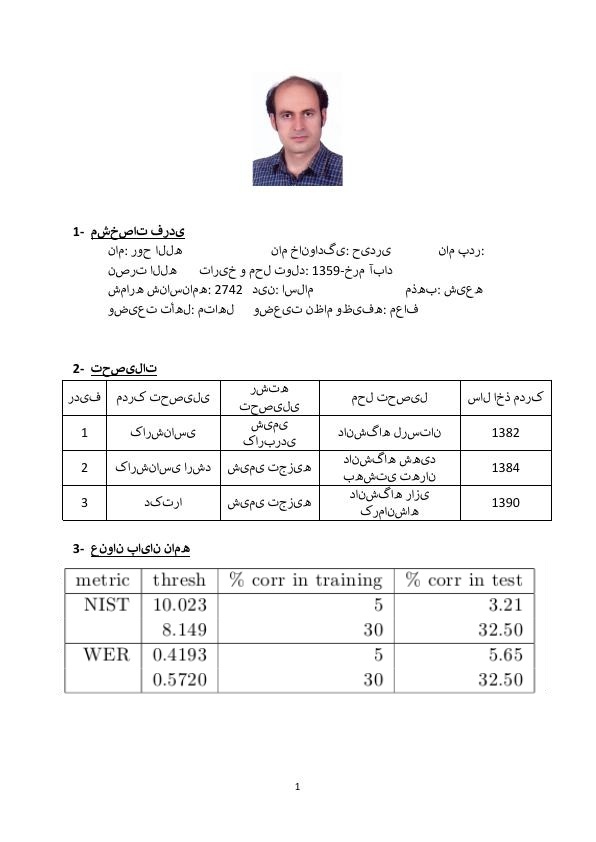 1- مشخصات فردی
نام: روح الله نام خانوادگی: حیدری نام پدر:
نصرت الله تاریخ و محل تولد: 1359-خرم آباد
شماره شناسنامه: 2742 دین: اسلام مذهب: شیعه
وضعیت تأهل: متاهل وضعیت نظام وظیفه: معاف
2- تحصیلات
ردیف مدرک تحصیلی رشته تحصیلی محل تحصیل سال اخذ مدرک
1 کارشناسی شیمی کاربردی دانشگاه لرستان 1382
2 کارشناسی ارشد شیمی تجزیه دانشگاه شهید بهشتی تهران 1384
3 دکترا شیمی تجزیه دانشگاه رازی کرمانشاه 1390
3- عنوان پایان نامه
metric thresh % corr in training % corr in test
NIST 10.023 5 3.21
8.149 30 32.50
WER 0.4193 5 5.65
0.5720 30 32.50
1